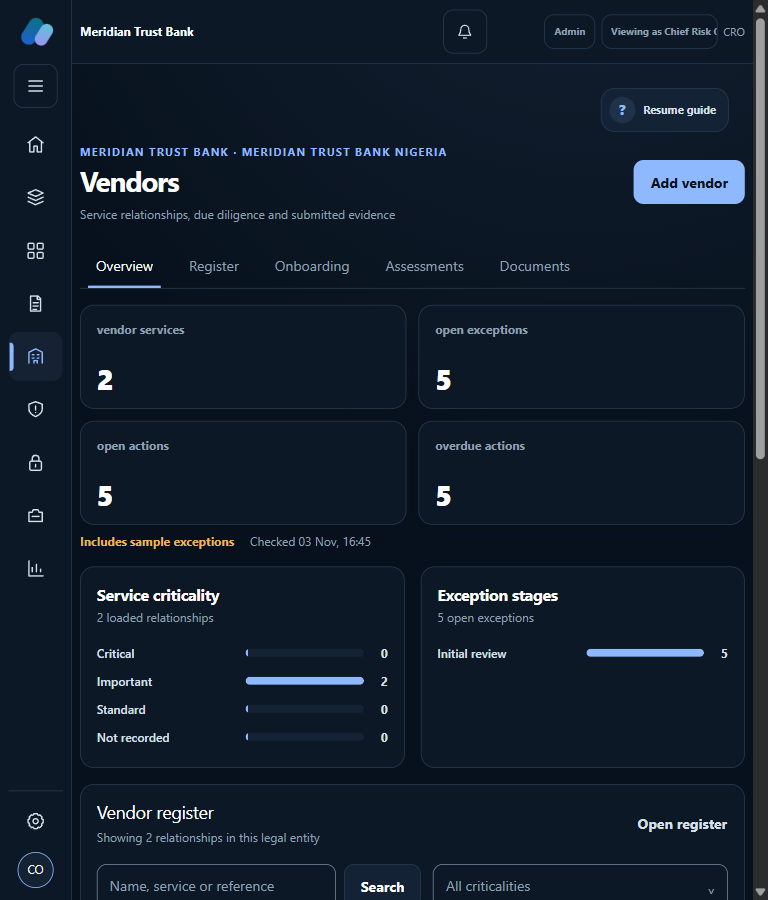 Meridian Trust Bank
Admin
Viewing as Chief Risk
CRO
? Resume guide
MERIDIAN TRUST BANK · MERIDIAN TRUST BANK NIGERIA
Vendors
Add vendor
Service relationships, due diligence and submitted evidence
Overview Register Onboarding Assessments Documents
vendor services
2
open exceptions
5
open actions
5
overdue actions
5
Includes sample exceptions Checked 03 Nov, 16:45
Service criticality
2 loaded relationships
Critical 0
Important 2
Standard 0
Not recorded 0
Exception stages
5 open exceptions
Initial review 5
Vendor register
Showing 2 relationships in this legal entity
Open register
Name, service or reference
Search
All criticalities
CO